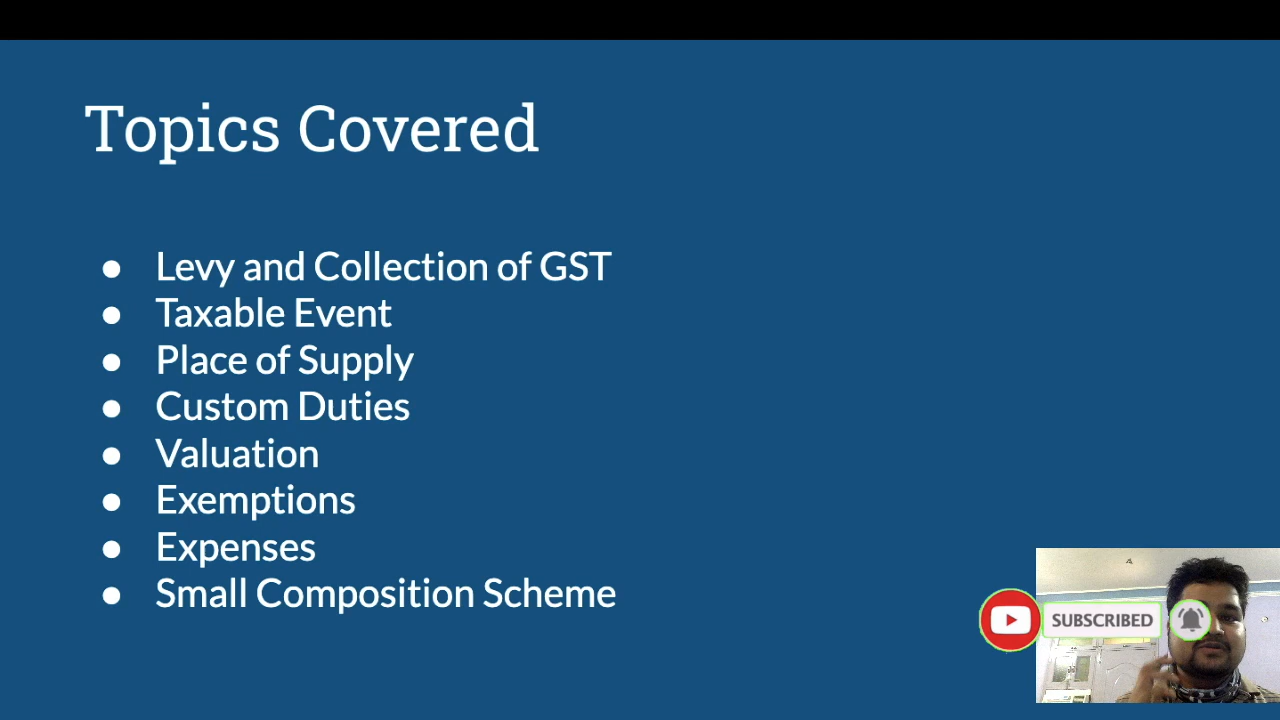 Topics Covered
● Levy and Collection of GST
● Taxable Event
● Place of Supply
● Custom Duties
● Valuation
● Exemptions
● Expenses
● Small Composition Scheme
SUBSCRIBED